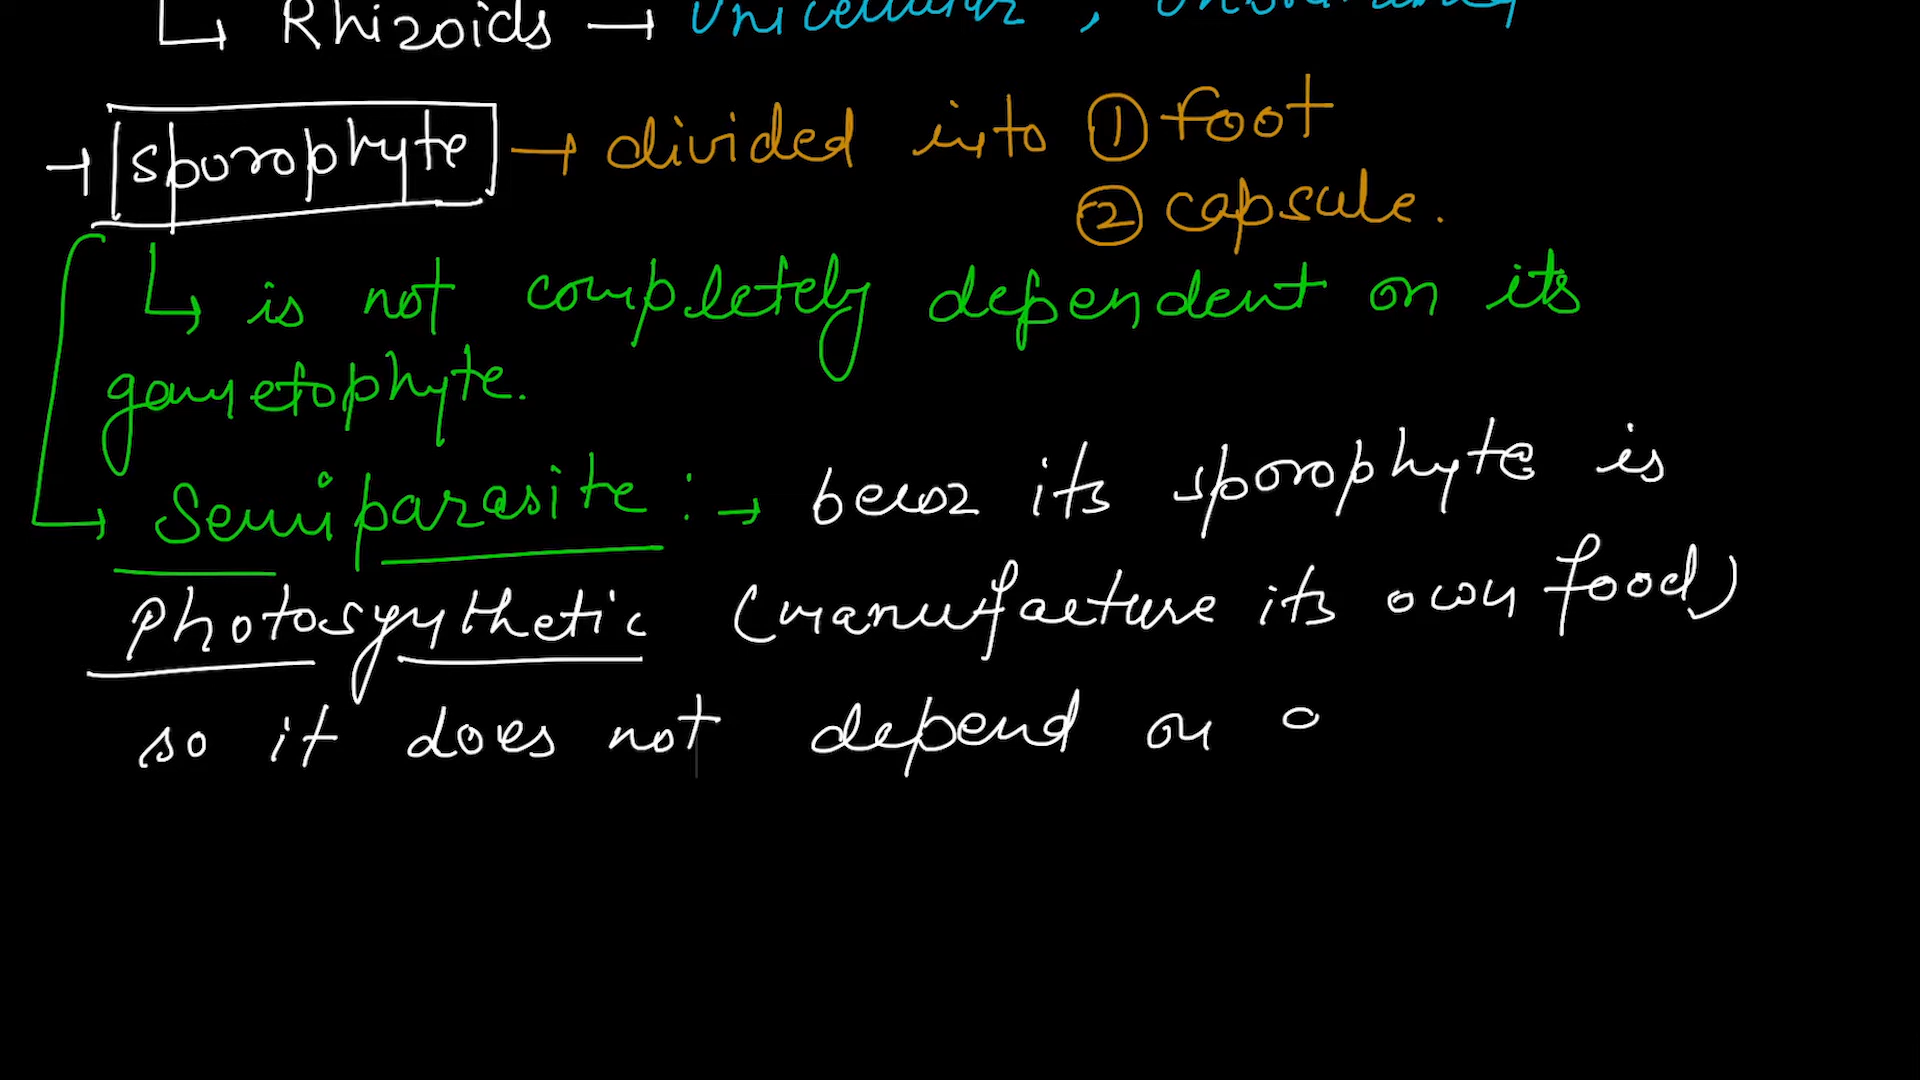 ↳ Rhizoids → Unicellular,
→ Sporophyte → divided into ① foot
② capsule.
↳ is not completely dependent on its
gametophyte.
→ Semiparasite : → becoz its sporophyte is
photosynthetic (manufacture its own food)
so it does not depend on